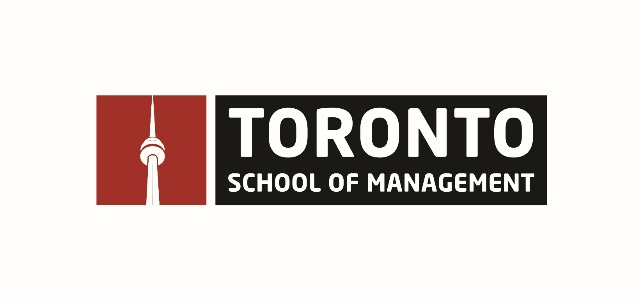 TORONTO
SCHOOL OF MANAGEMENT